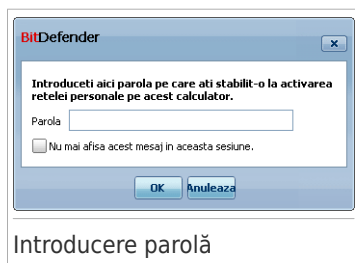 BitDefender
Introduceti aici parola pe care ati stabilit-o la activarea
retelei personale pe acest calculator.
Parola
Nu mai afisa acest mesaj in aceasta sesiune.
OK Anuleaza
Introducere parolă